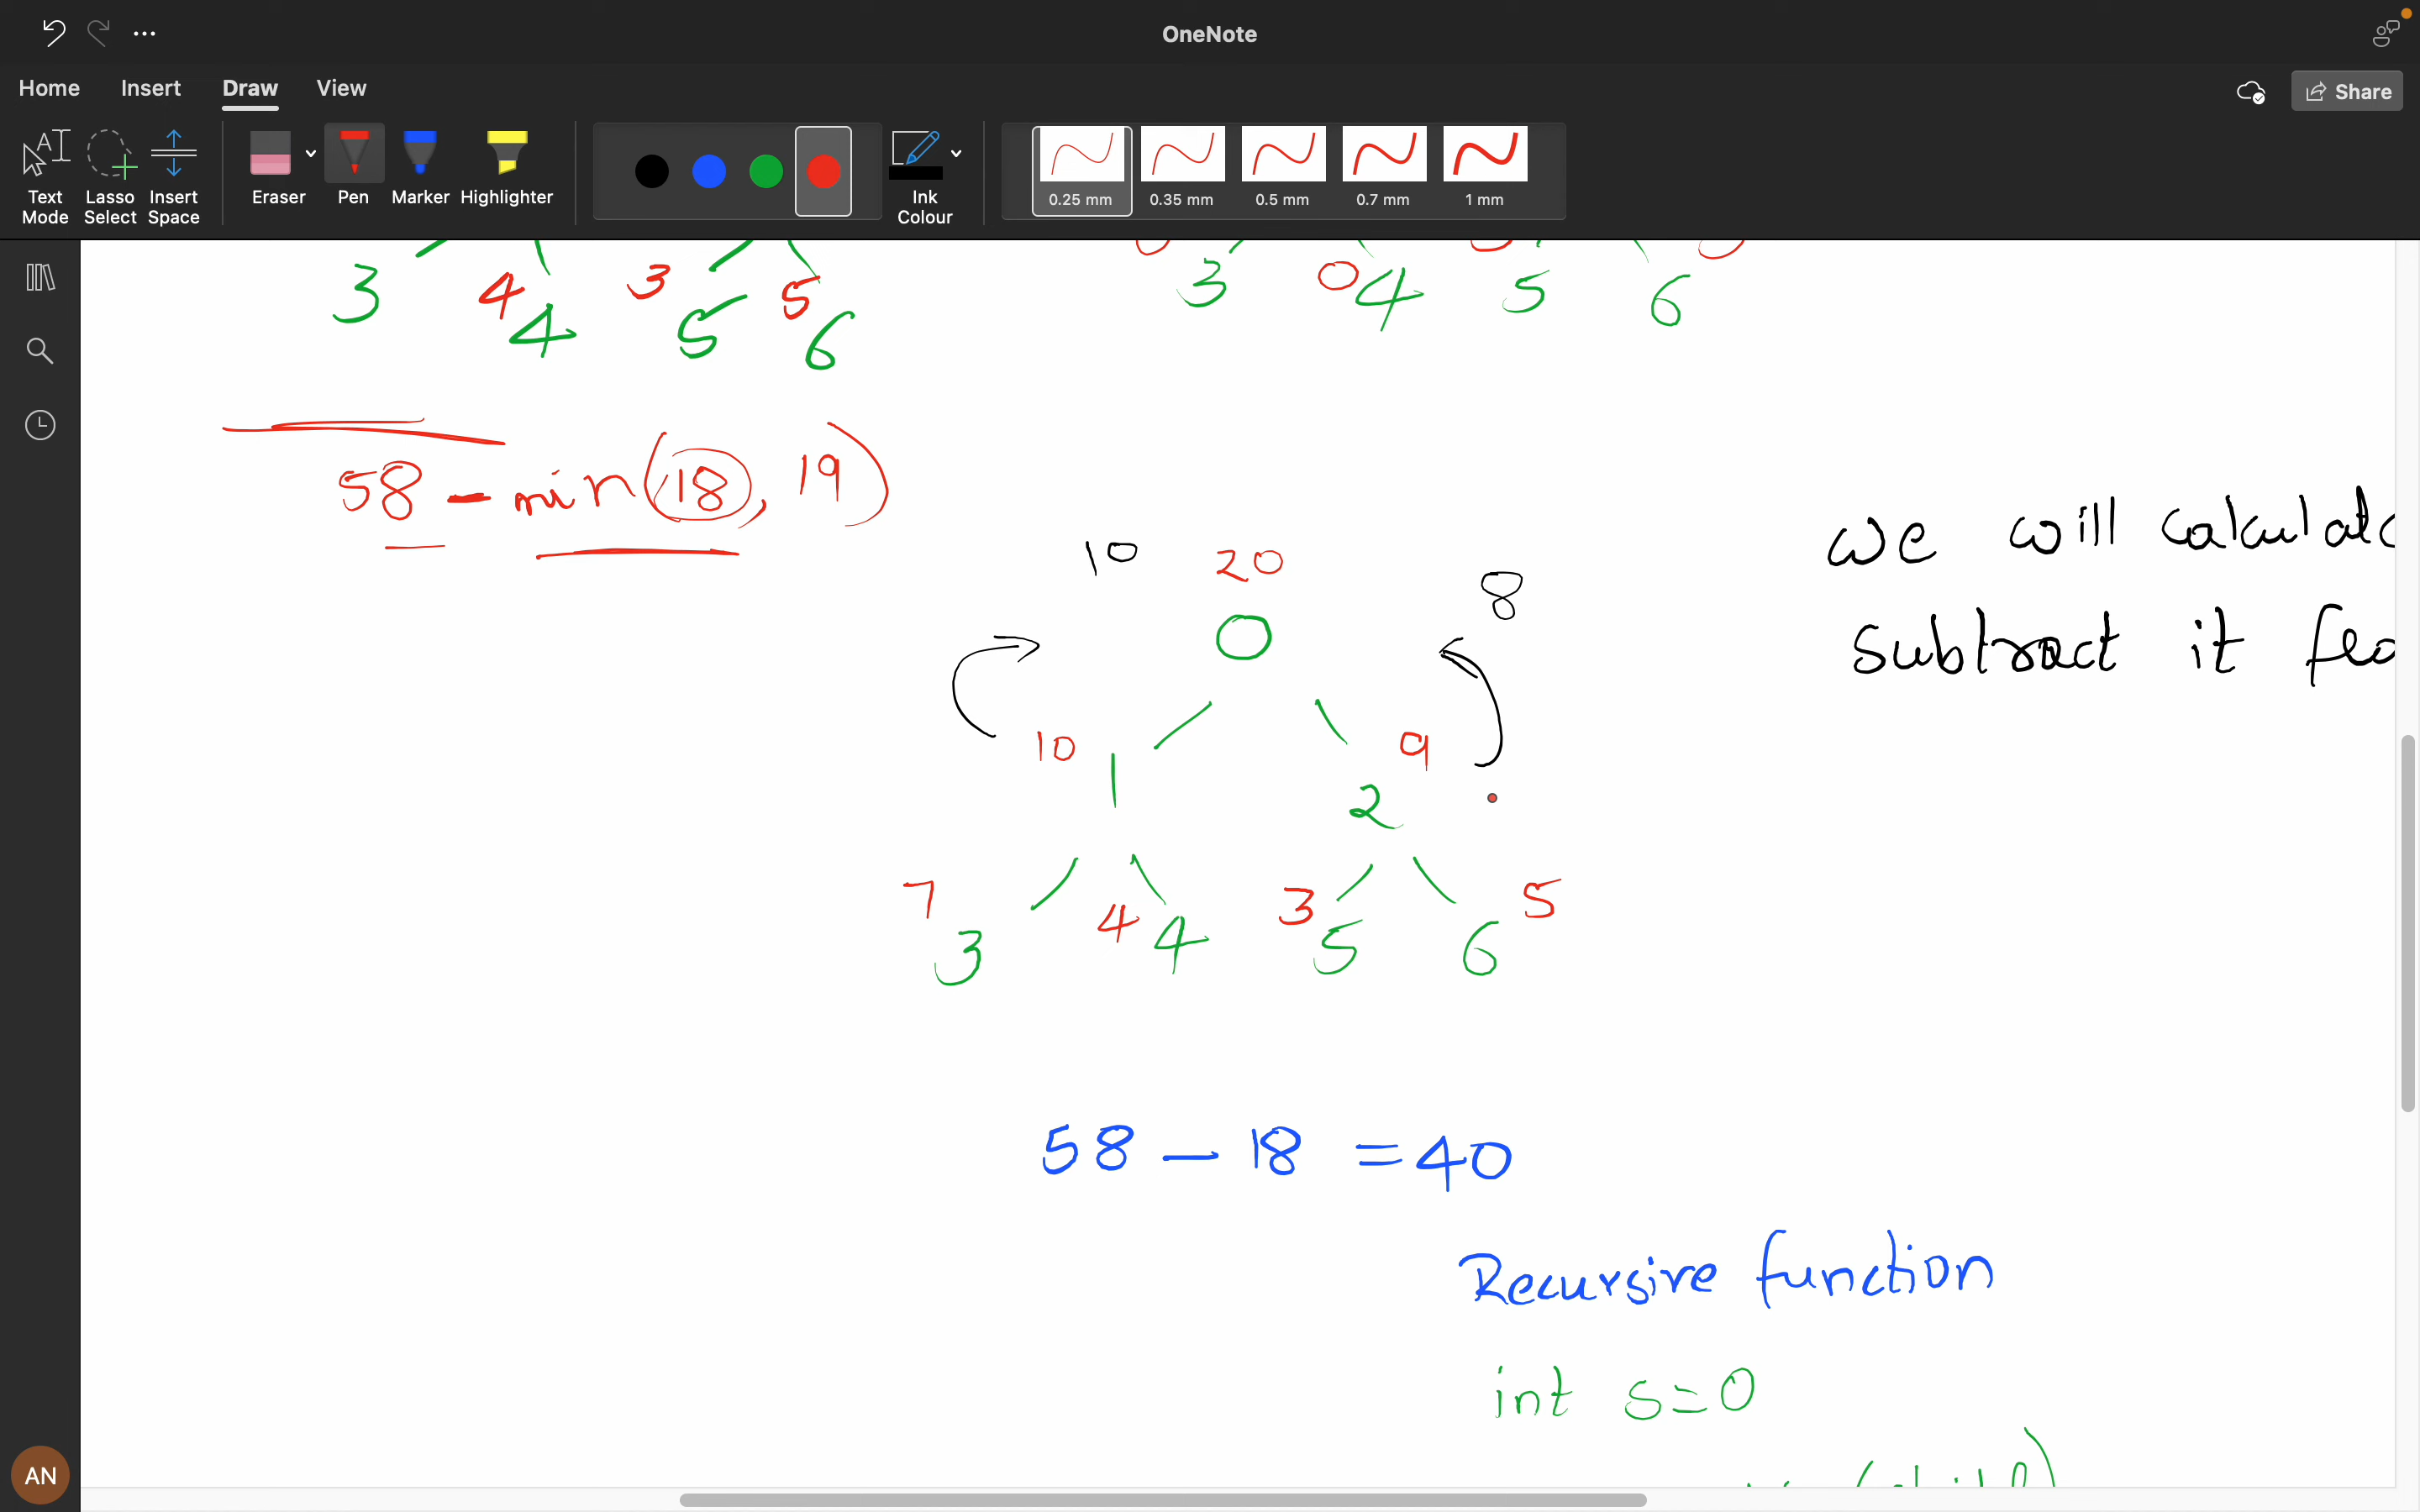 OneNote
Home Insert Draw View
Share
Text Mode
Lasso Select
Insert Space
Eraser
Pen
Marker
Highlighter
Ink Colour
0.25 mm
0.35 mm
0.5 mm
0.7 mm
1 mm
3 4 4 3 5 5 6
3 0 4 5 6
58 - min(18, 19)
we will calculate
subtract it
10 20 8
0
10 9
1 2
7 4 3 5
3 4 5 6
58 - 18 = 40
Recursive function
int s=0
AN